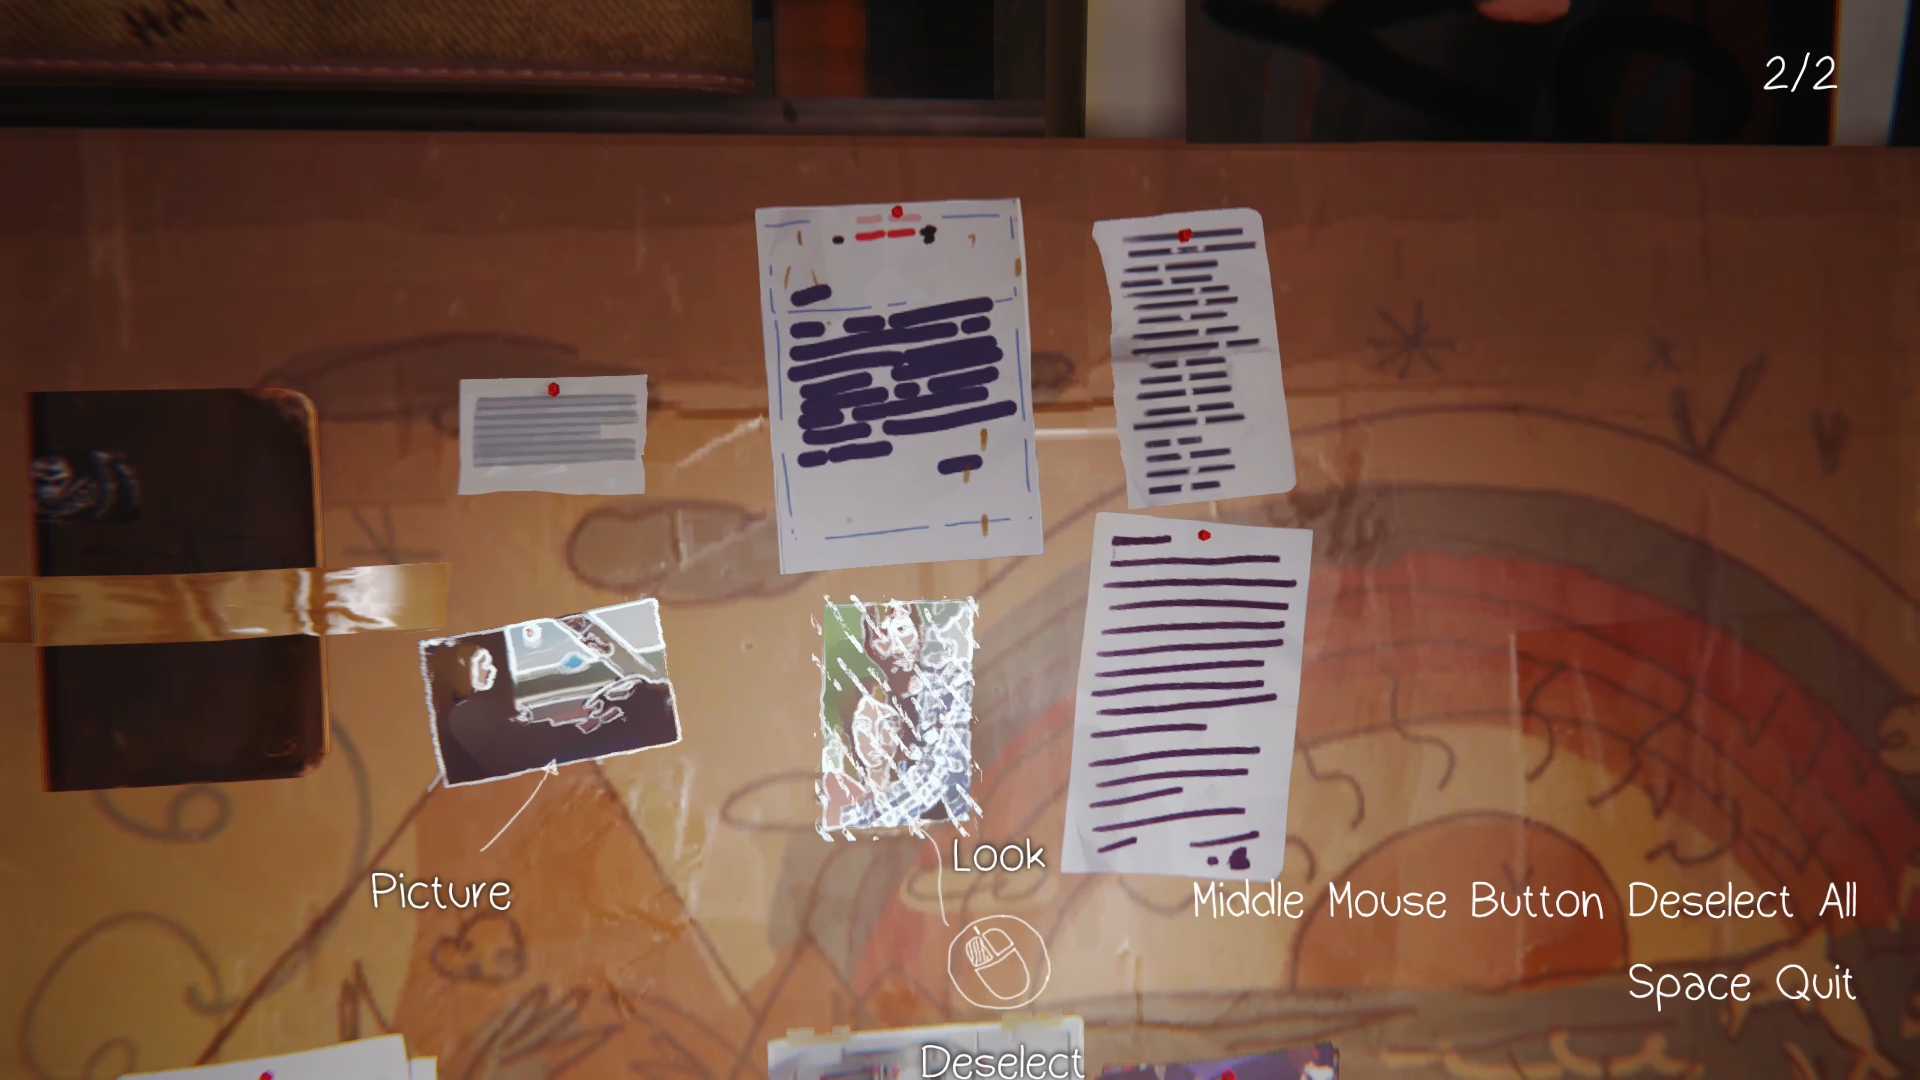 2/2
Look
Picture
Middle Mouse Button Deselect All
Space Quit
Deselect